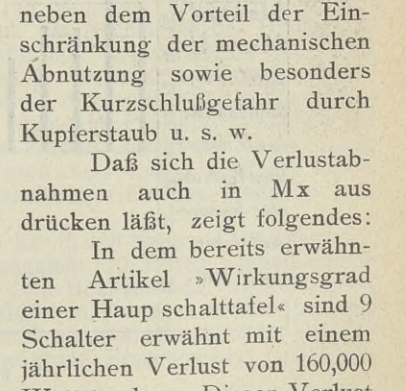 neben dem Vorteil der Ein-
schränkung der mechanischen
Abnutzung sowie besonders
der Kurzschlußgefahr durch
Kupferstaub u. s. w.
Daß sich die Verlustab-
nahmen auch in Mx aus
drücken läßt, zeigt folgendes:
In dem bereits erwähn-
ten Artikel »Wirkungsgrad
einer Haup schalttafel« sind 9
Schalter erwähnt mit einem
jährlichen Verlust von 160,000